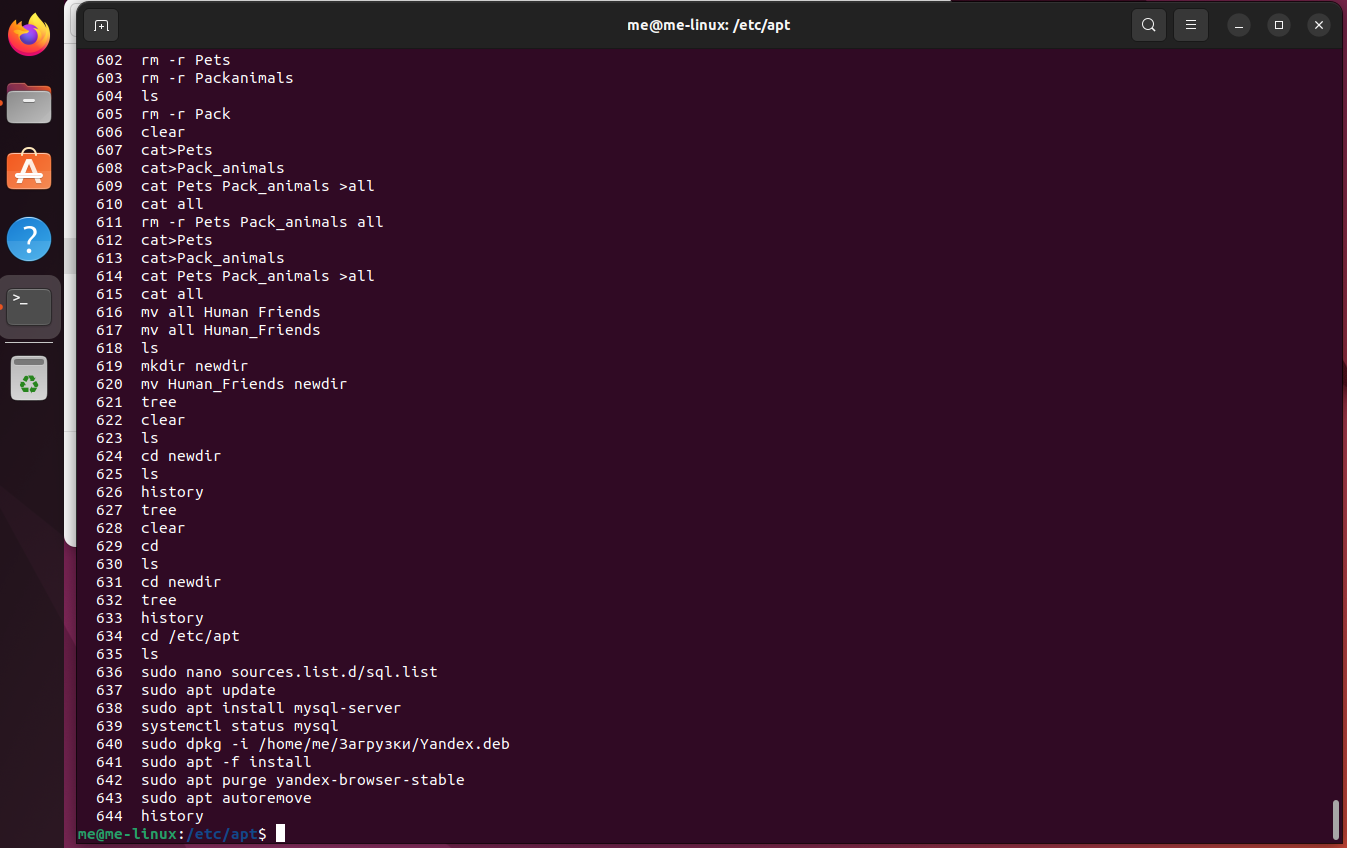 me@me-linux: /etc/apt
602 rm -r Pets
603 rm -r Packanimals
604 ls
605 rm -r Pack
606 clear
607 cat>Pets
608 cat>Pack_animals
609 cat Pets Pack_animals >all
610 cat all
611 rm -r Pets Pack_animals all
612 cat>Pets
613 cat>Pack_animals
614 cat Pets Pack_animals >all
615 cat all
616 mv all Human Friends
617 mv all Human_Friends
618 ls
619 mkdir newdir
620 mv Human_Friends newdir
621 tree
622 clear
623 ls
624 cd newdir
625 ls
626 history
627 tree
628 clear
629 cd
630 ls
631 cd newdir
632 tree
633 history
634 cd /etc/apt
635 ls
636 sudo nano sources.list.d/sql.list
637 sudo apt update
638 sudo apt install mysql-server
639 systemctl status mysql
640 sudo dpkg -i /home/me/Загрузки/Yandex.deb
641 sudo apt -f install
642 sudo apt purge yandex-browser-stable
643 sudo apt autoremove
644 history
me@me-linux:/etc/apt$